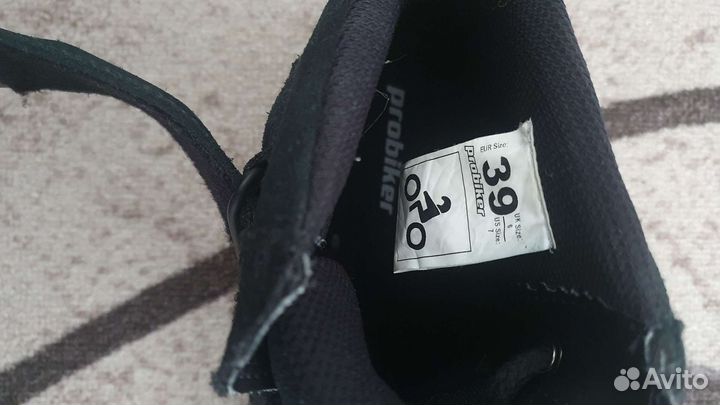 probiker
probiker
EUR Size:
39
UK Size:
6
US Size:
7
Avito